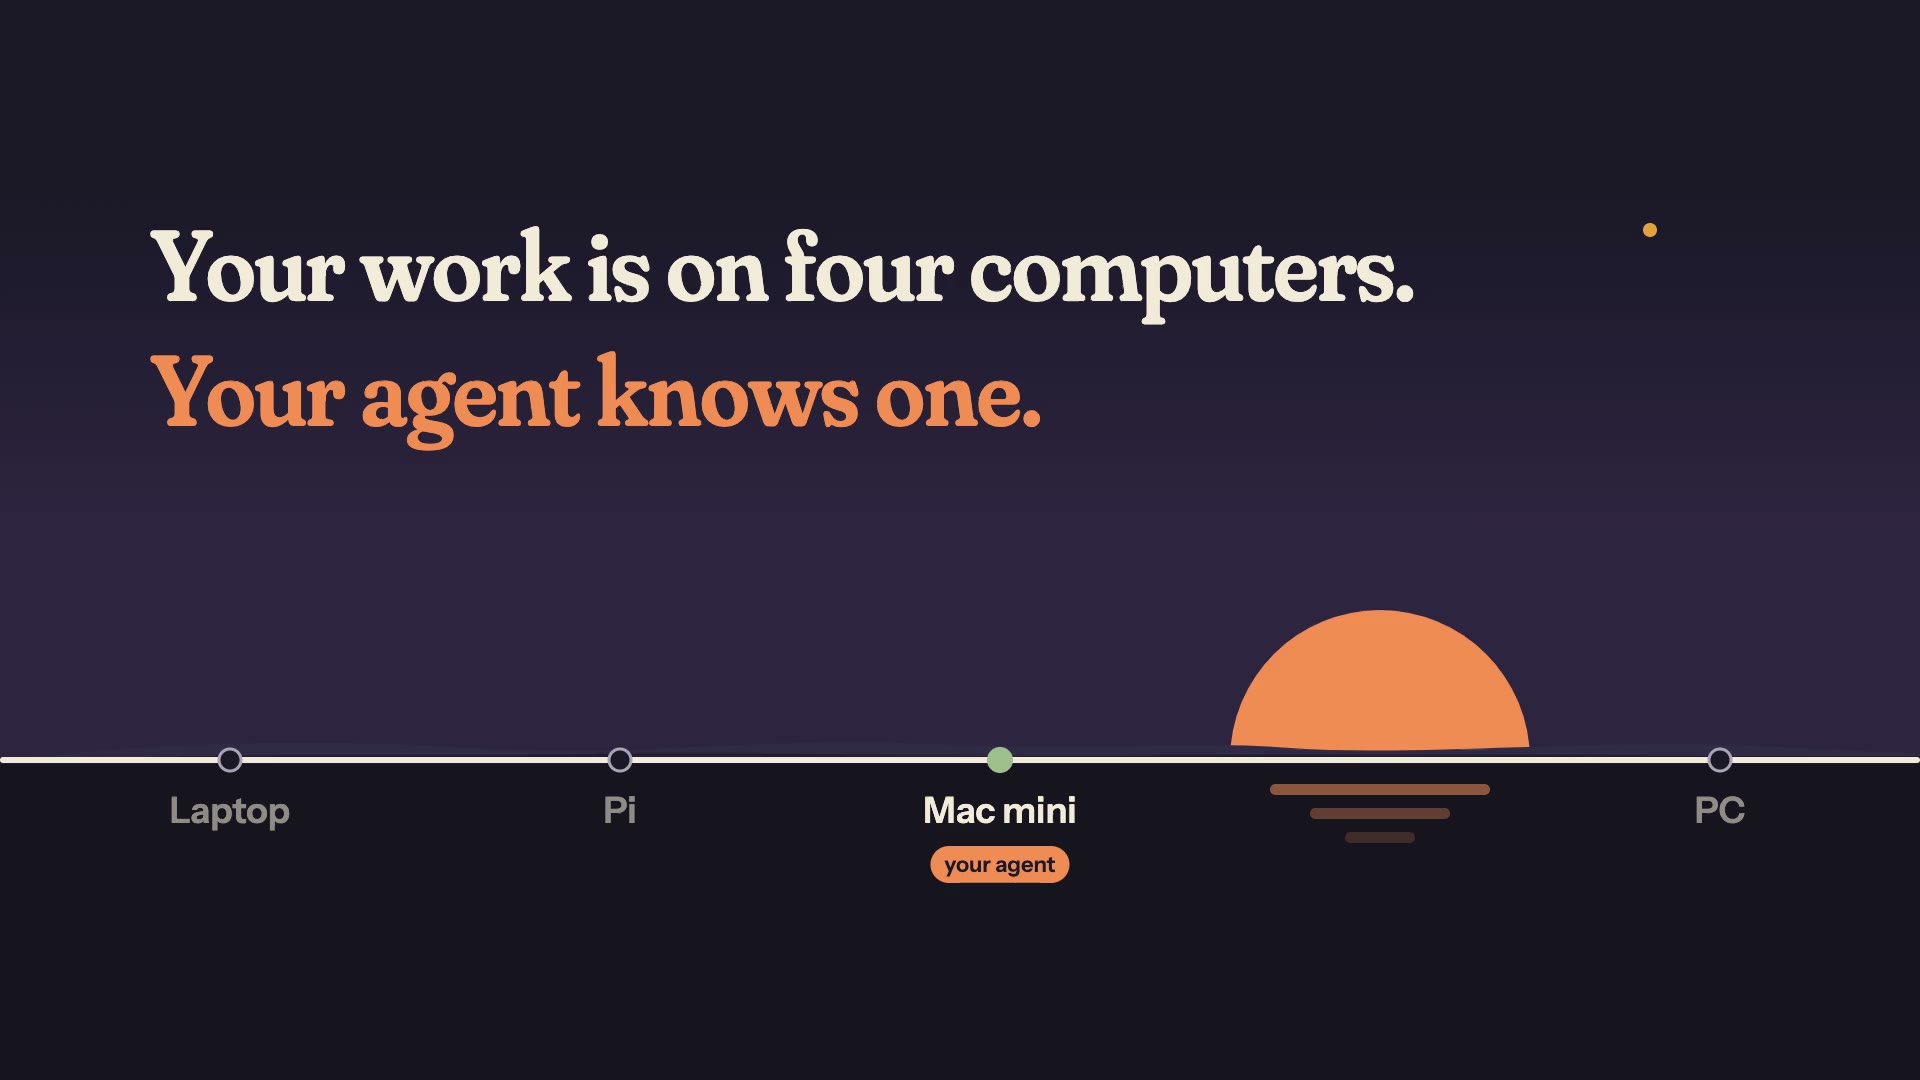 Your work is on four computers.
Your agent knows one.
Laptop
Pi
Mac mini
PC
your agent